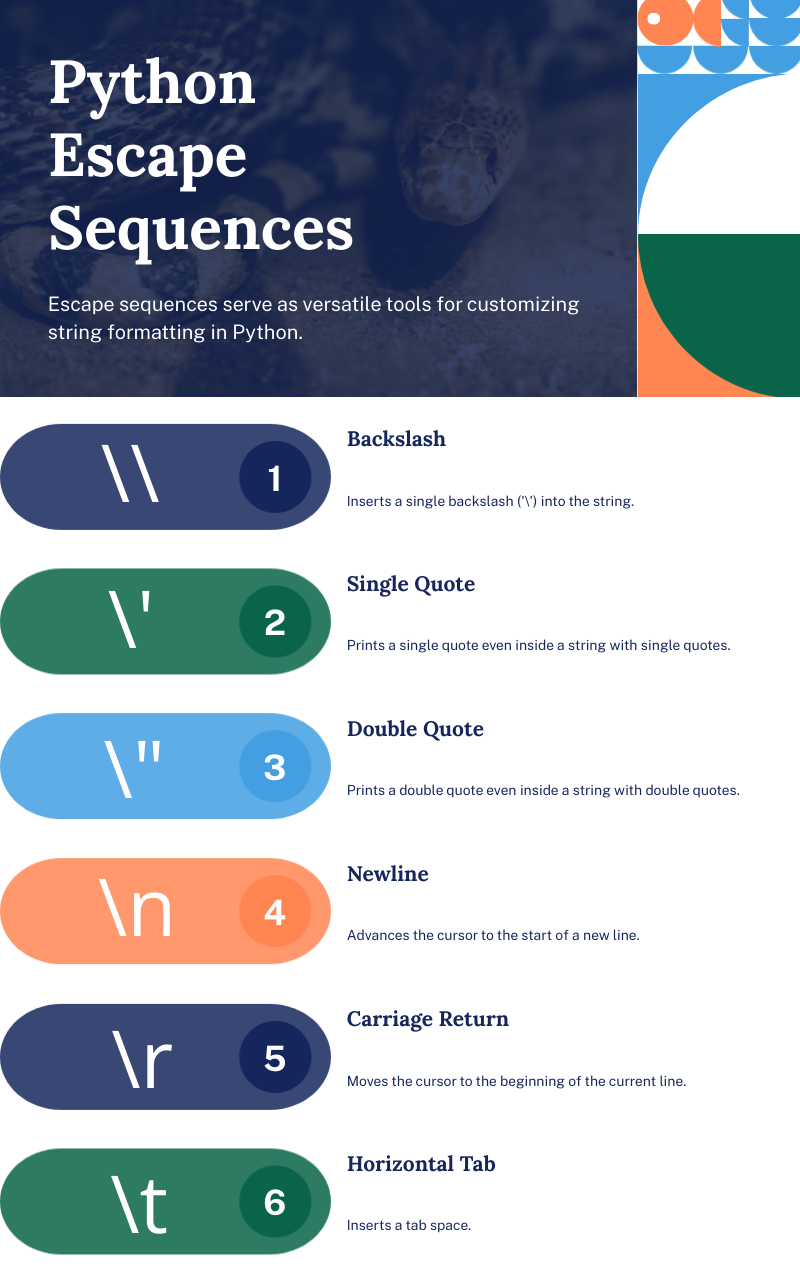 Python
Escape
Sequences
Escape sequences serve as versatile tools for customizing
string formatting in Python.
\\
1
Backslash
Inserts a single backslash ('\') into the string.
\'
2
Single Quote
Prints a single quote even inside a string with single quotes.
\"
3
Double Quote
Prints a double quote even inside a string with double quotes.
\n
4
Newline
Advances the cursor to the start of a new line.
\r
5
Carriage Return
Moves the cursor to the beginning of the current line.
\t
6
Horizontal Tab
Inserts a tab space.